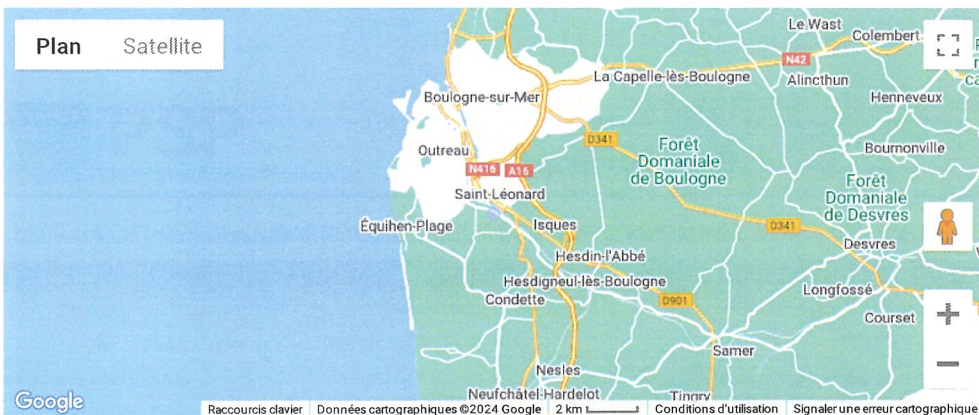 Plan Satellite
Le Wast
Colembert
N42
La Capelle-lès-Boulogne
Alincthun
Boulogne-sur-Mer
Henneveux
D341
Forêt
Domaniale
de Boulogne
Outreau
Bournonville
N416
A16
Saint-Léonard
Forêt
Domaniale
de Desvres
Équihen-Plage
Isques
D341
Desvres
Hesdin-l'Abbé
Hesdigneul-lès-Boulogne
Condette
D901
Longfossé
Courset
Samer
Nesles
Neufchâtel-Hardelot
Tingry
Google
Raccourcis clavier
Données cartographiques ©2024 Google
2 km
Conditions d'utilisation
Signaler une erreur cartographique